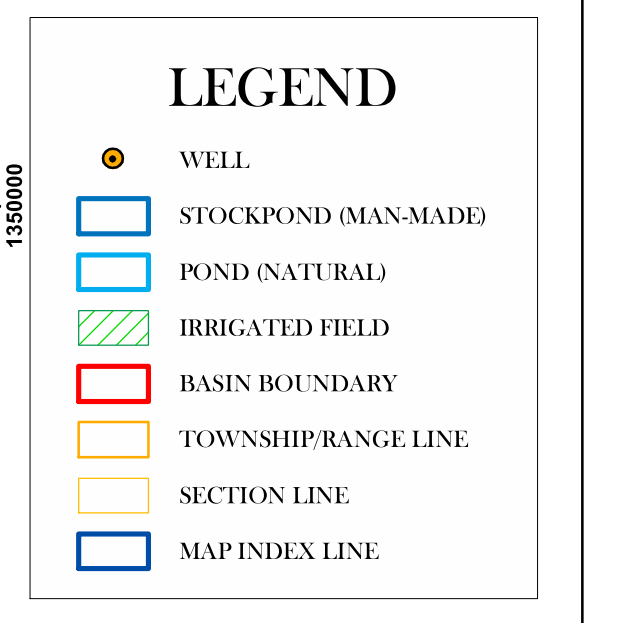 LEGEND
WELL
STOCKPOND (MAN-MADE)
POND (NATURAL)
IRRIGATED FIELD
BASIN BOUNDARY
TOWNSHIP/RANGE LINE
SECTION LINE
MAP INDEX LINE
1350000